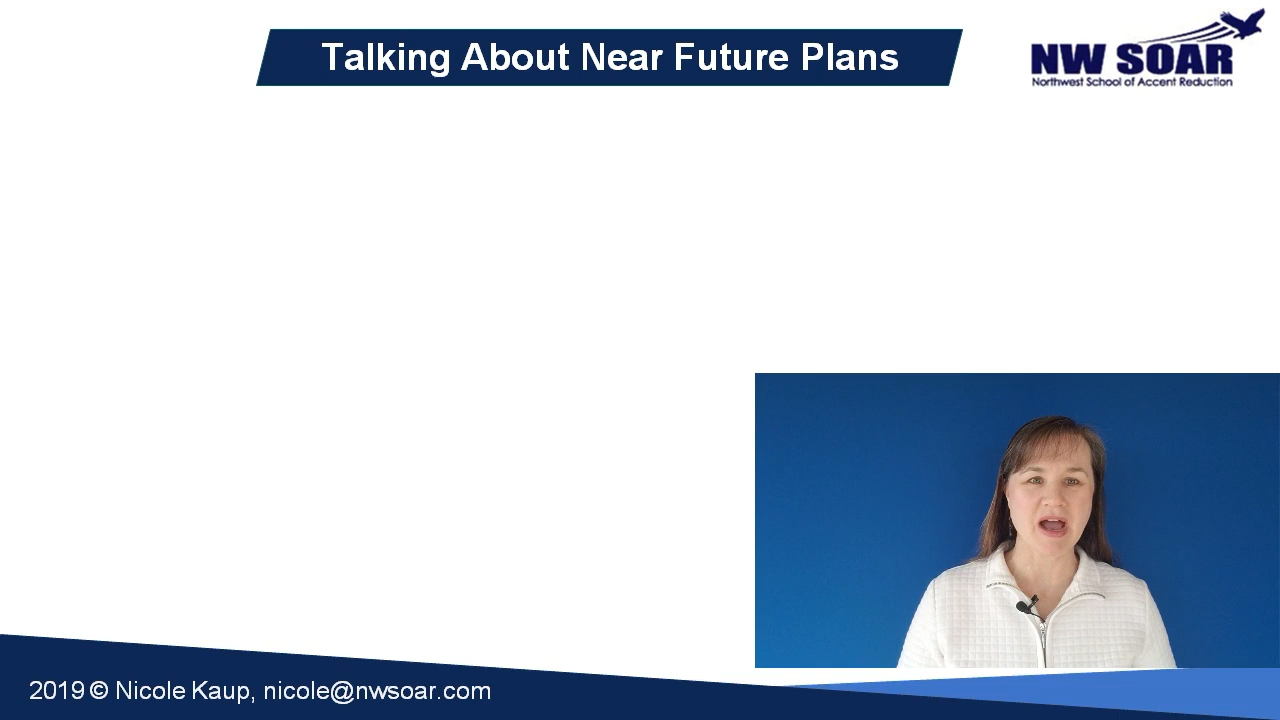 Talking About Near Future Plans
NW SOAR
Northwest School of Accent Reduction
2019 © Nicole Kaup, nicole@nwsoar.com